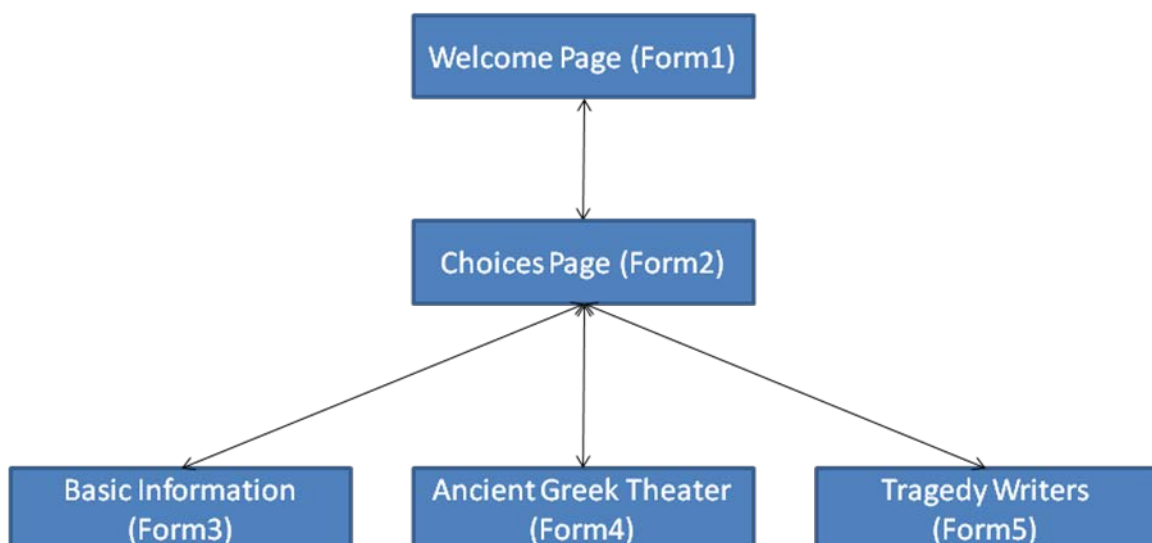 Welcome Page (Form1)
Choices Page (Form2)
Basic Information
(Form3)
Ancient Greek Theater
(Form4)
Tragedy Writers
(Form5)